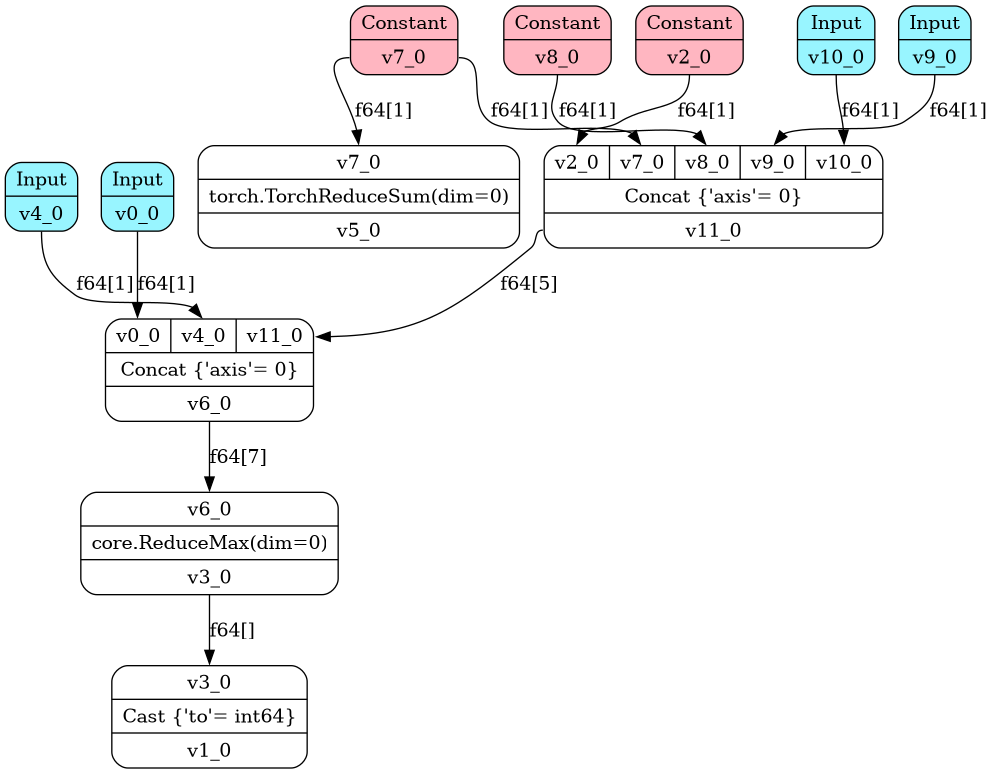 Constant
v7_0
Constant
v8_0
Constant
v2_0
Input
v10_0
Input
v9_0
f64[1]
f64[1]
f64[1]
f64[1]
f64[1]
f64[1]
v7_0
torch.TorchReduceSum(dim=0)
v5_0
v2_0 v7_0 v8_0 v9_0 v10_0
Concat {'axis'= 0}
v11_0
Input
v4_0
Input
v0_0
f64[1]
f64[1]
f64[5]
v0_0 v4_0 v11_0
Concat {'axis'= 0}
v6_0
f64[7]
v6_0
core.ReduceMax(dim=0)
v3_0
f64[]
v3_0
Cast {'to'= int64}
v1_0